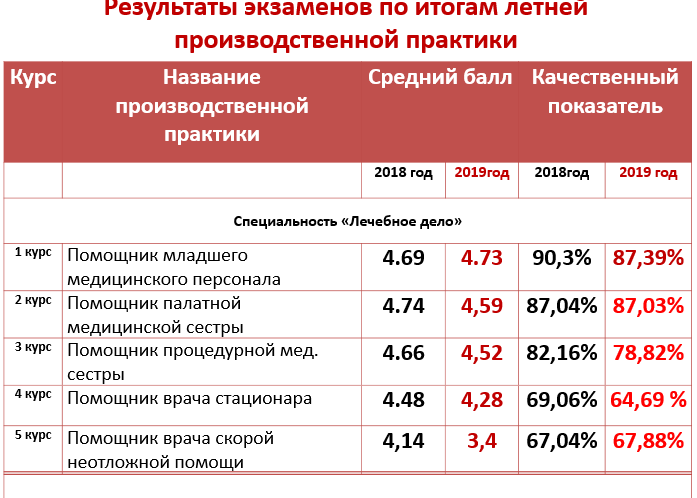 Результаты экзаменов по итогам летней
производственной практики
Курс Название производственной практики Средний балл Качественный показатель
2018 год 2019год 2018год 2019 год
Специальность «Лечебное дело»
1 курс Помощник младшего медицинского персонала 4.69 4.73 90,3% 87,39%
2 курс Помощник палатной медицинской сестры 4.74 4,59 87,04% 87,03%
3 курс Помощник процедурной мед. сестры 4.66 4,52 82,16% 78,82%
4 курс Помощник врача стационара 4.48 4,28 69,06% 64,69 %
5 курс Помощник врача скорой неотложной помощи 4,14 3,4 67,04% 67,88%